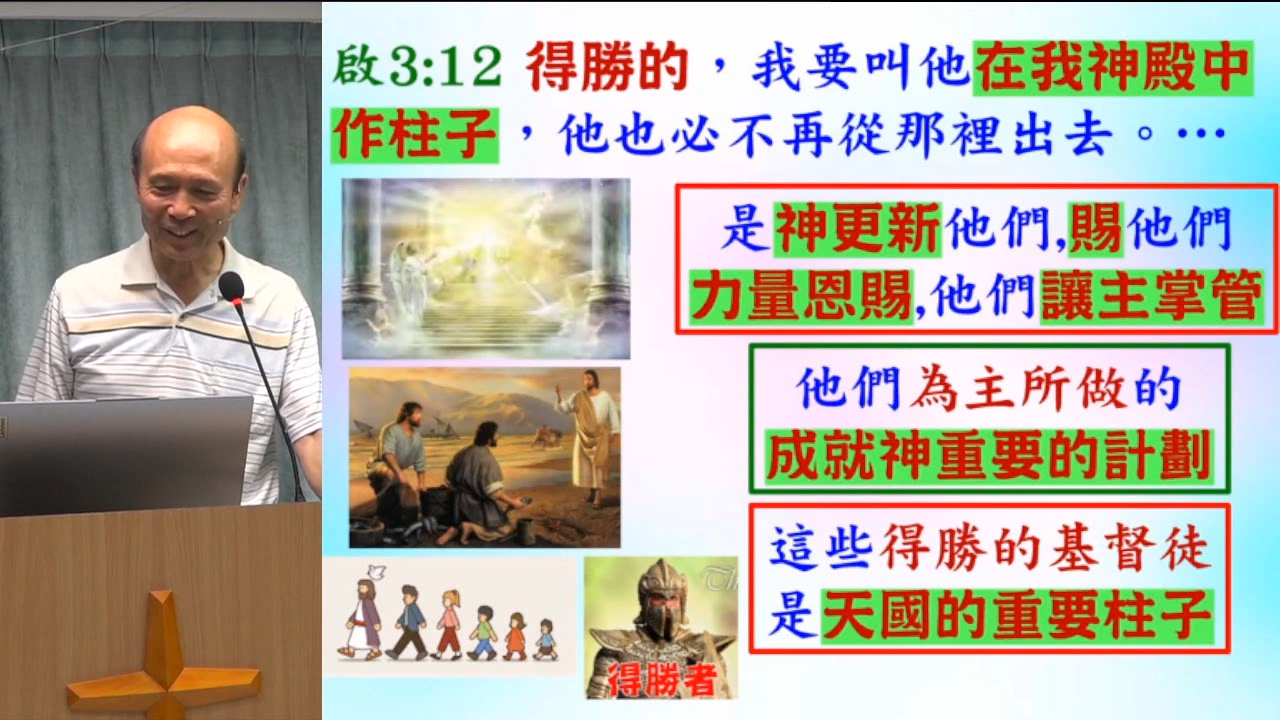 啟3:12 得勝的，我要叫他在我神殿中
作柱子，他也必不再從那裡出去。…
是神更新他們,賜他們
力量恩賜,他們讓主掌管
他們為主所做的
成就神重要的計劃
這些得勝的基督徒
是天國的重要柱子
Th
得勝者